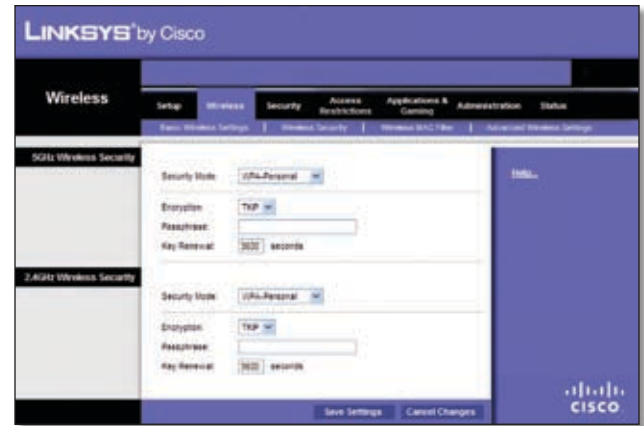 LINKSYS® by Cisco
Wireless
Setup Wireless Security Access Restrictions Applications & Gaming Administration Status
Basic Wireless Settings | Wireless Security | Wireless MAC Filter | Advanced Wireless Settings
5GHz Wireless Security
Help...
Security Mode: WPA-Personal
Encryption: TKIP
Passphrase:
Key Renewal: 3600 seconds
2.4GHz Wireless Security
Security Mode: WPA-Personal
Encryption: TKIP
Passphrase:
Key Renewal: 3600 seconds
Save Settings Cancel Changes
CISCO